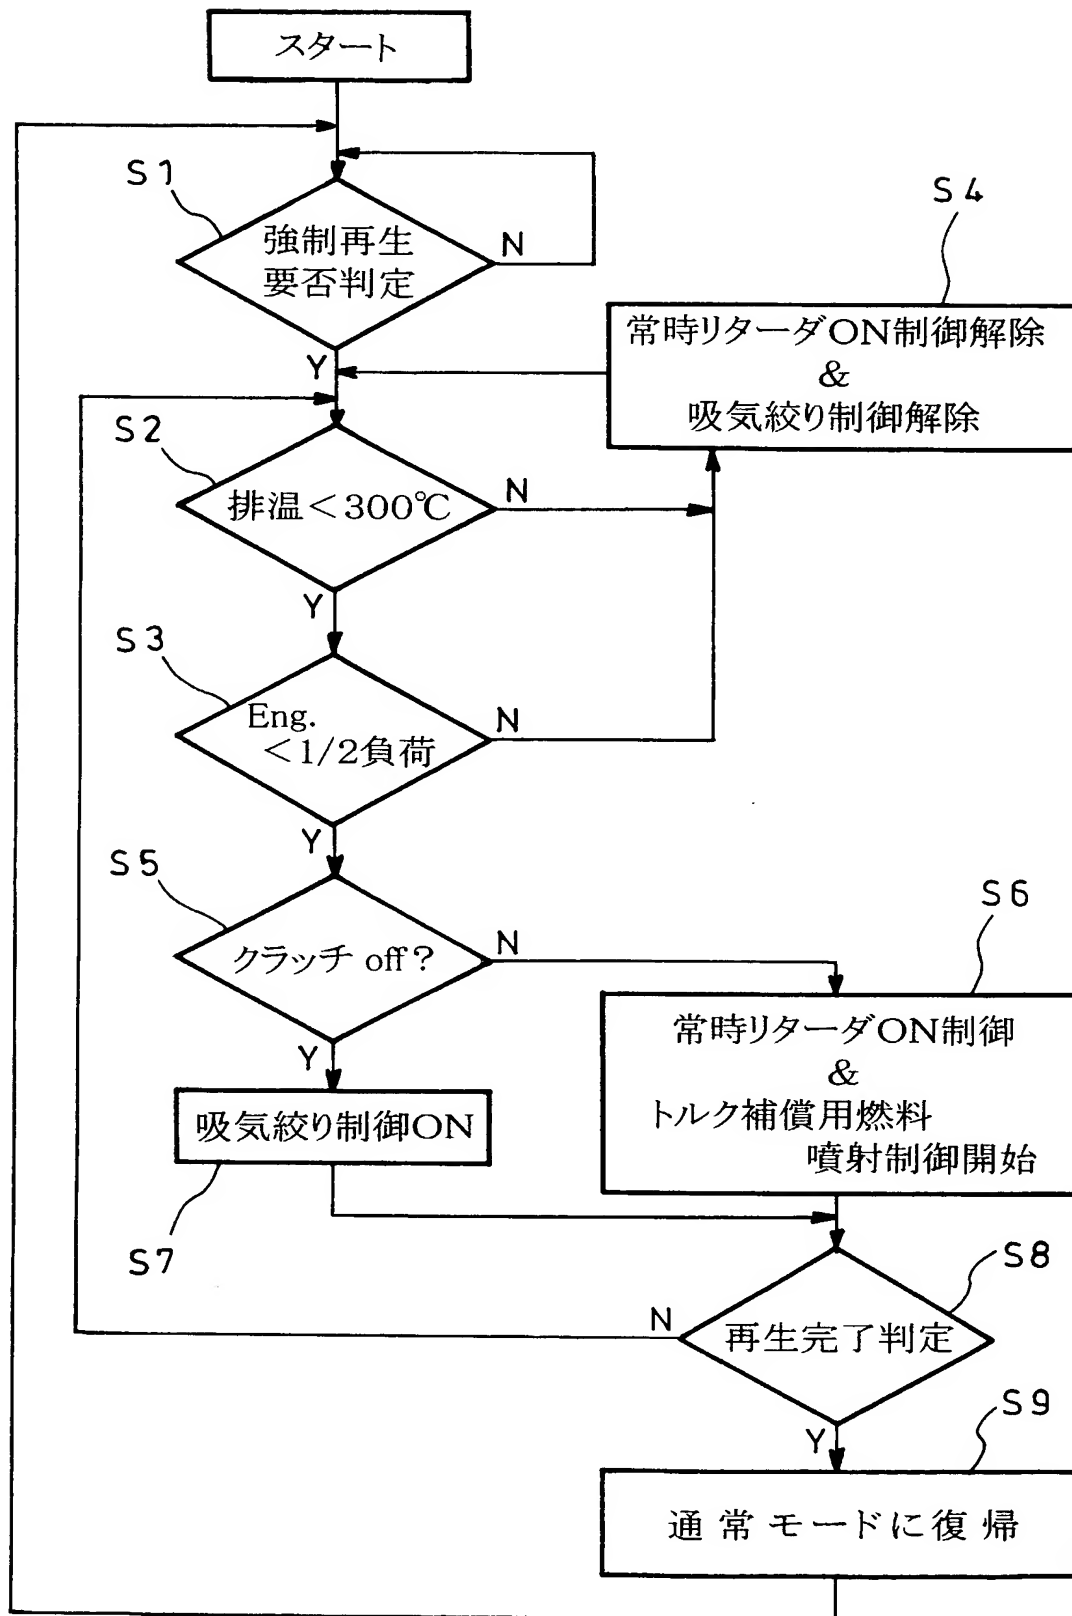 スタート
S1
強制再生
要否判定
N
Y
S4
常時リターダON制御解除
&
吸気絞り制御解除
S2
排温<300℃
N
Y
S3
Eng.
<1/2負荷
N
Y
S5
クラッチ off?
N
Y
S6
常時リターダON制御
&
トルク補償用燃料
噴射制御開始
吸気絞り制御ON
S7
S8
再生完了判定
N
Y
S9
通常モードに復帰